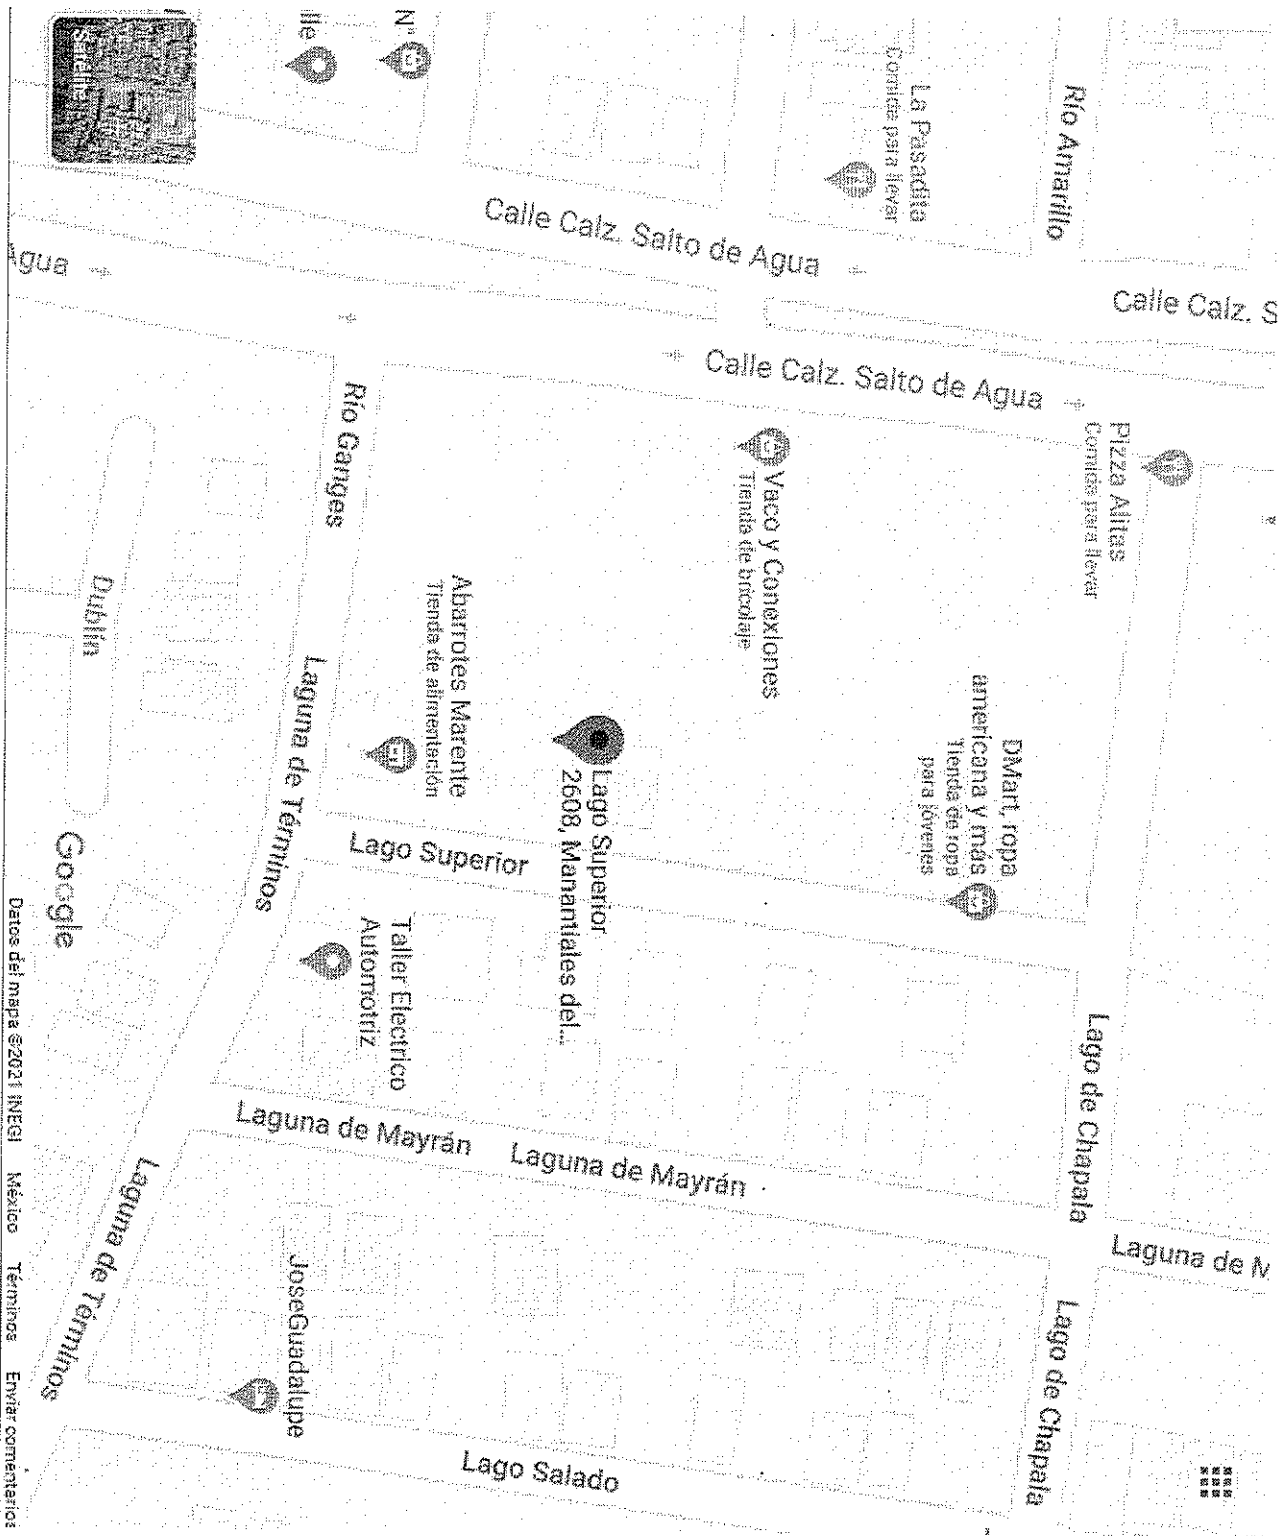 Satélite
lle
N°
La Pasadita
Comida para llevar
Río Amarillo
Calle Calz. Salto de Agua
Calle Calz. S
Agua
Calle Calz. Salto de Agua
Río Ganges
Pizza Alitas
Comida para llevar
Vaco y Conexiones
Tienda de bricolaje
Abarrotes Marente
Tienda de alimentación
Dublín
Laguna de Términos
DMart, ropa
americana y más
Tienda de ropa
para jóvenes
Lago Superior
2608, Manantiales del...
Lago Superior
Taller Electrico
Automotriz
Lago de Chapala
Laguna de Mayrán
Laguna de Mayrán
Laguna de M
Laguna de Términos
JoseGuadalupe
Lago de Chapala
Lago Salado
Google
Datos del mapa ©2021 INEGI
México
Términos
Enviar comentarios